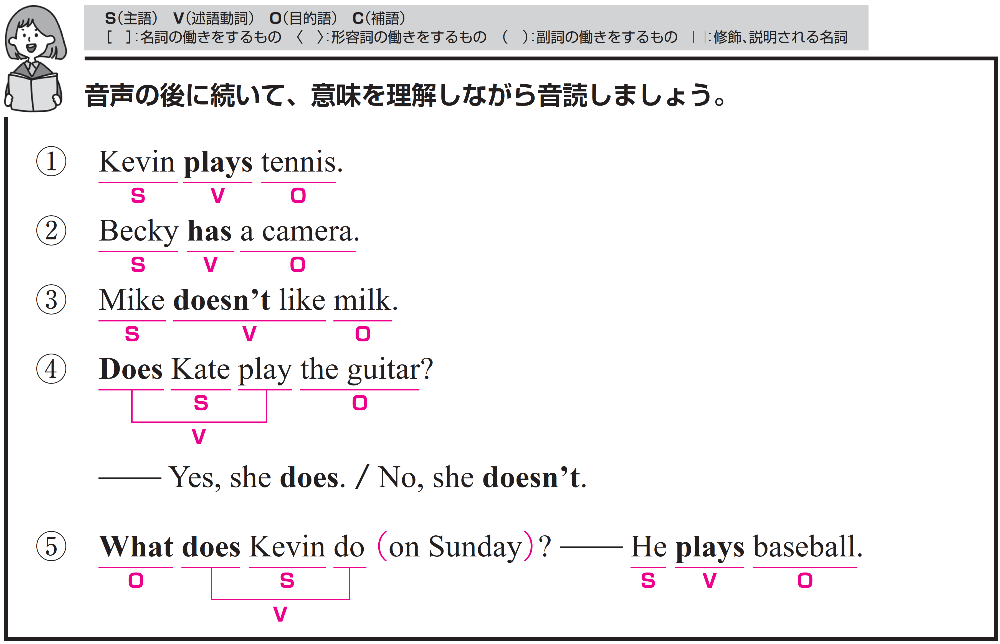 S（主語）　V（述語動詞）　O（目的語）　C（補語）
［　］：名詞の働きをするもの　〈　〉：形容詞の働きをするもの　（　）：副詞の働きをするもの　□：修飾、説明される名詞
音声の後に続いて、意味を理解しながら音読しましょう。
① Kevin plays tennis.
S V O
② Becky has a camera.
S V O
③ Mike doesn’t like milk.
S V O
④ Does Kate play the guitar?
S O
V
—— Yes, she does. / No, she doesn’t.
⑤ What does Kevin do (on Sunday)? —— He plays baseball.
O S S V O
V